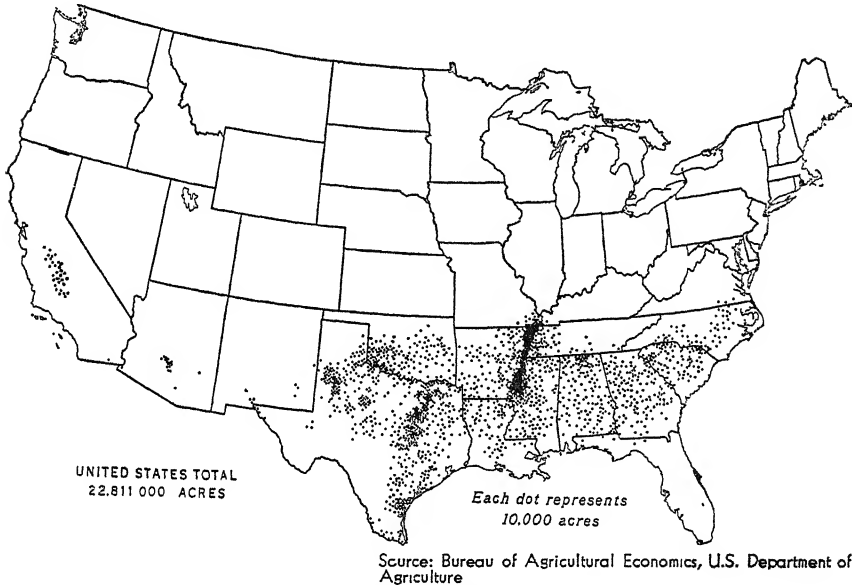 UNITED STATES TOTAL
22.811 000 ACRES
Each dot represents
10,000 acres
Scurce: Bureau of Agricultural Economics, U.S. Department of
Agriculture